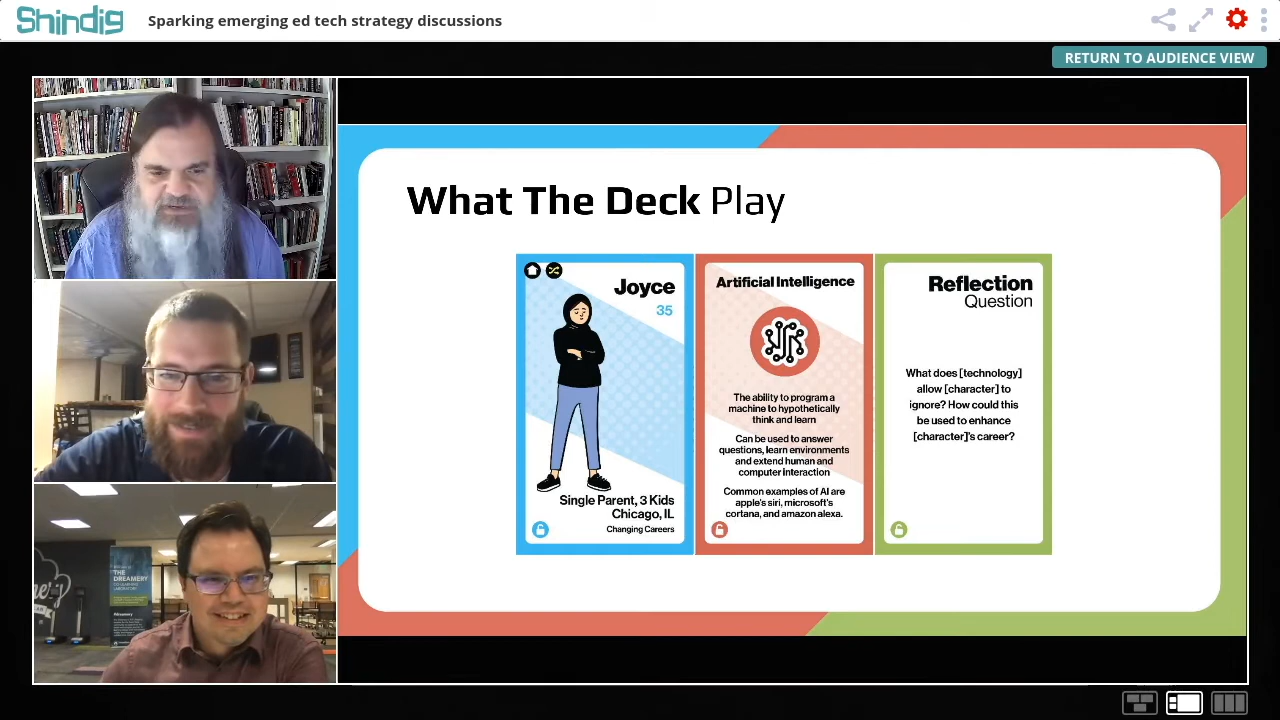 Shindig
Sparking emerging ed tech strategy discussions
RETURN TO AUDIENCE VIEW
What The Deck Play
Joyce
35
Single Parent, 3 Kids
Chicago, IL
Changing Careers
Artificial Intelligence
The ability to program a
machine to hypothetically
think and learn
Can be used to answer
questions, learn environments
and extend human and
computer interaction
Common examples of AI are
apple's siri, microsoft's
cortana, and amazon alexa.
Reflection
Question
What does [technology]
allow [character] to
ignore? How could this
be used to enhance
[character]'s career?
THE
DREAMERY